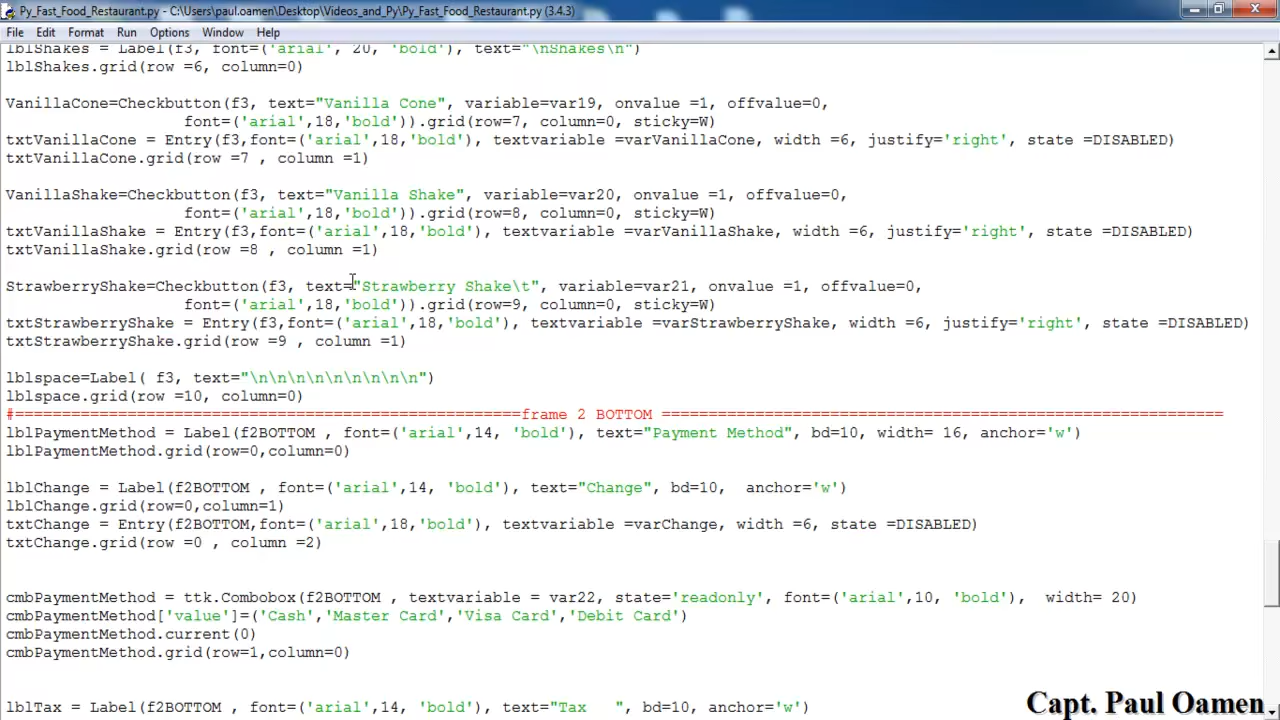 Py_Fast_Food_Restaurant.py - C:\Users\paul.oamen\Desktop\Videos_and_Py\Py_Fast_Food_Restaurant.py (3.4.3)
File Edit Format Run Options Window Help
lblShakes = Label(f3, font=('arial', 20, 'bold'), text="\nShakes\n")
lblShakes.grid(row =6, column=0)
VanillaCone=Checkbutton(f3, text="Vanilla Cone", variable=var19, onvalue =1, offvalue=0,
font=('arial',18,'bold')).grid(row=7, column=0, sticky=W)
txtVanillaCone = Entry(f3,font=('arial',18,'bold'), textvariable =varVanillaCone, width =6, justify='right', state =DISABLED)
txtVanillaCone.grid(row =7 , column =1)
VanillaShake=Checkbutton(f3, text="Vanilla Shake", variable=var20, onvalue =1, offvalue=0,
font=('arial',18,'bold')).grid(row=8, column=0, sticky=W)
txtVanillaShake = Entry(f3,font=('arial',18,'bold'), textvariable =varVanillaShake, width =6, justify='right', state =DISABLED)
txtVanillaShake.grid(row =8 , column =1)
StrawberryShake=Checkbutton(f3, text="Strawberry Shake\t", variable=var21, onvalue =1, offvalue=0,
font=('arial',18,'bold')).grid(row=9, column=0, sticky=W)
txtStrawberryShake = Entry(f3,font=('arial',18,'bold'), textvariable =varStrawberryShake, width =6, justify='right', state =DISABLED)
txtStrawberryShake.grid(row =9 , column =1)
lblspace=Label( f3, text="\n\n\n\n\n\n\n\n\n")
lblspace.grid(row =10, column=0)
#=======================================================frame 2 BOTTOM ============================================================
lblPaymentMethod = Label(f2BOTTOM , font=('arial',14, 'bold'), text="Payment Method", bd=10, width= 16, anchor='w')
lblPaymentMethod.grid(row=0,column=0)
lblChange = Label(f2BOTTOM , font=('arial',14, 'bold'), text="Change", bd=10,  anchor='w')
lblChange.grid(row=0,column=1)
txtChange = Entry(f2BOTTOM,font=('arial',18,'bold'), textvariable =varChange, width =6, state =DISABLED)
txtChange.grid(row =0 , column =2)
cmbPaymentMethod = ttk.Combobox(f2BOTTOM , textvariable = var22, state='readonly', font=('arial',10, 'bold'),  width= 20)
cmbPaymentMethod['value']=('Cash','Master Card','Visa Card','Debit Card')
cmbPaymentMethod.current(0)
cmbPaymentMethod.grid(row=1,column=0)
lblTax = Label(f2BOTTOM , font=('arial',14, 'bold'), text="Tax   ", bd=10, anchor='w')
Capt. Paul Oamen